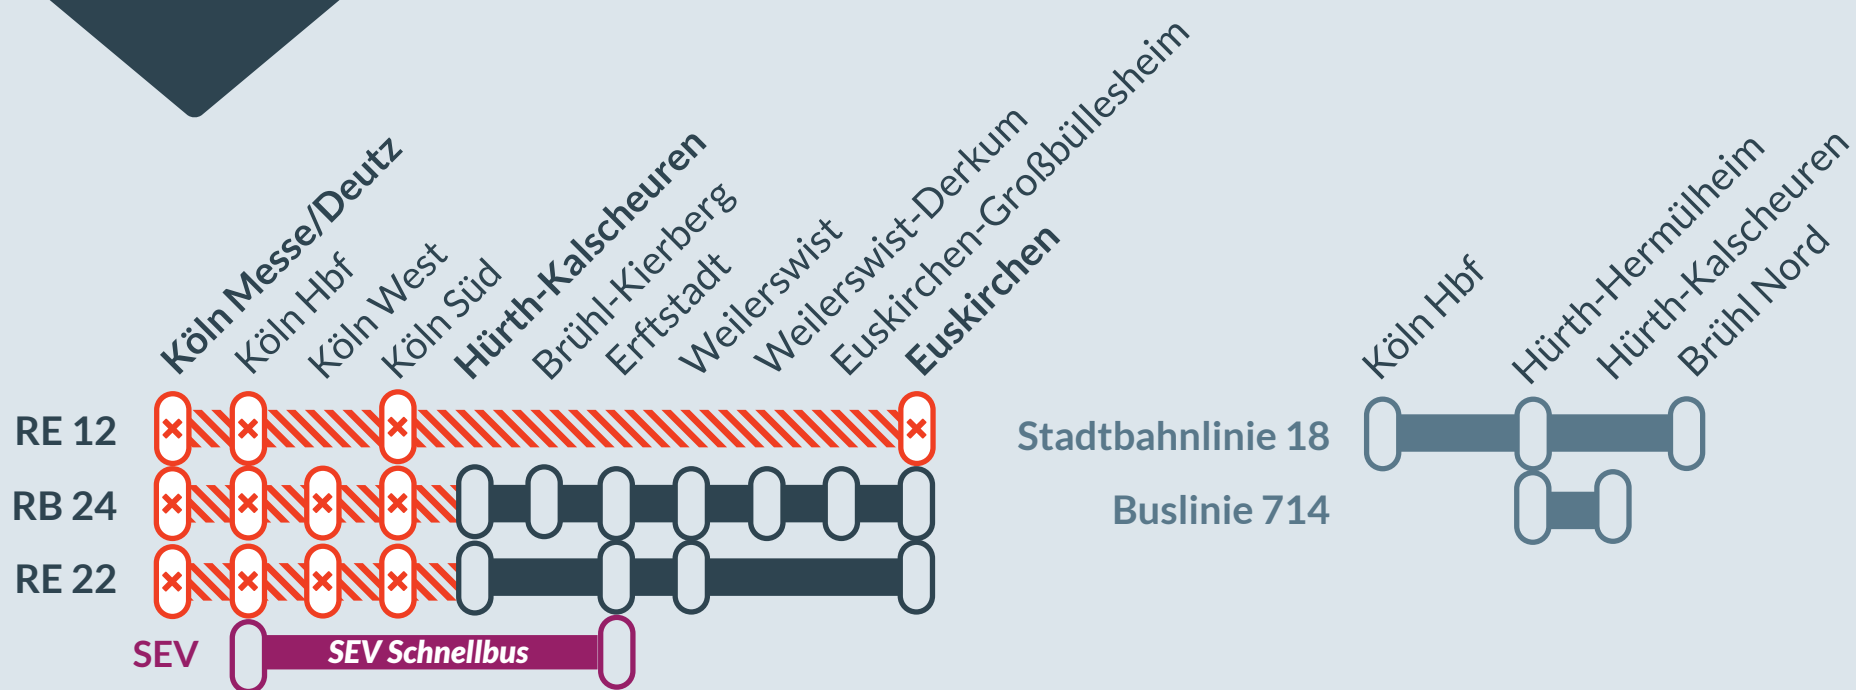 Köln Messe/Deutz
Köln Hbf
Köln West
Köln Süd
Hürth-Kalscheuren
Brühl-Kierberg
Erftstadt
Weilerswist
Weilerswist-Derkum
Euskirchen-Großbüllesheim
Euskirchen
RE 12
RB 24
RE 22
SEV
SEV Schnellbus
Köln Hbf
Hürth-Hermülheim
Hürth-Kalscheuren
Brühl Nord
Stadtbahnlinie 18
Buslinie 714